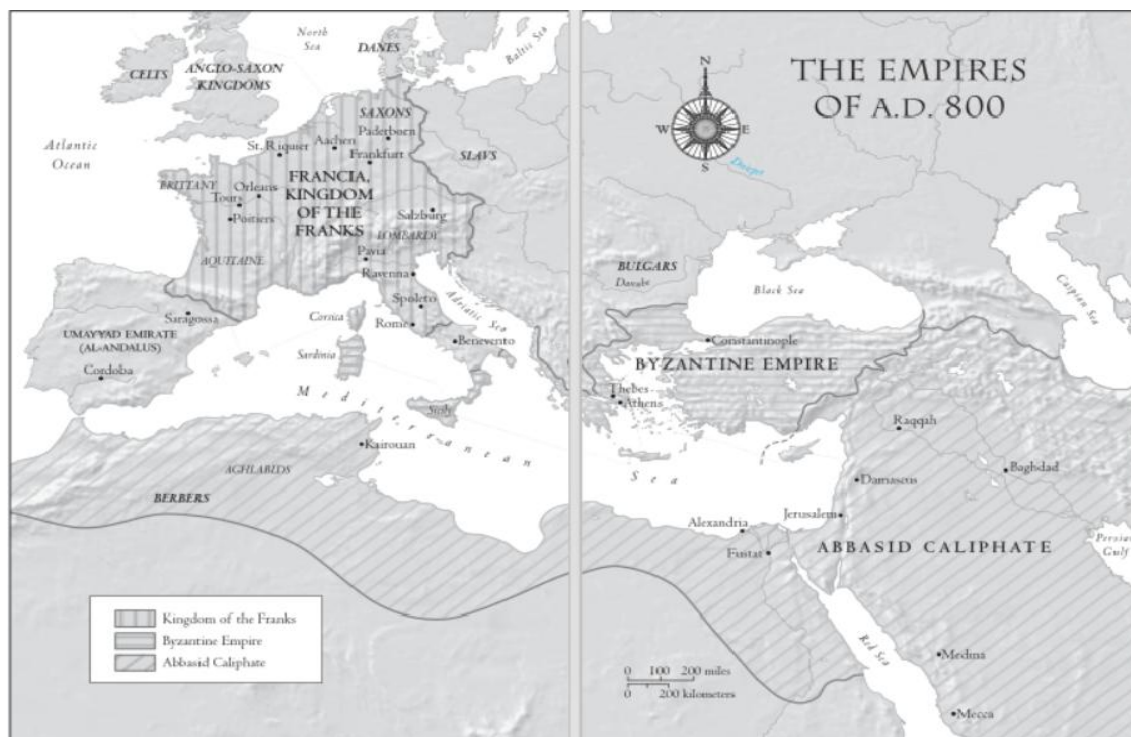 THE EMPIRES
OF A.D. 800
North
Sea
Baltic Sea
DANES
CELTS
ANGLO-SAXON
KINGDOMS
SAXONS
Paderborn
Atlantic
Ocean
St. Riquier
Aachen
Frankfurt
SLAVS
BRITTANY
Orleans
Tours
Poitiers
FRANCIA,
KINGDOM
OF THE
FRANKS
Salzburg
LOMBARDS
Pavia
AQUITAINE
Ravenna
Spoleto
Adriatic Sea
Rome
Benevento
Corsica
Sardinia
Sicily
Saragossa
UMAYYAD EMIRATE
(AL-ANDALUS)
Cordoba
Mediterranean
Sea
Kairouan
AGHLABIDS
BERBERS
N
W
E
S
Dnieper
BULGARS
Danube
Black Sea
Caspian Sea
Constantinople
BYZANTINE EMPIRE
Thebes
Athens
Raqqah
Baghdad
Damascus
Jerusalem
Alexandria
Fustat
ABBASID CALIPHATE
Persian
Gulf
Red Sea
Medina
Mecca
Kingdom of the Franks
Byzantine Empire
Abbasid Caliphate
0 100 200 miles
0 200 kilometers